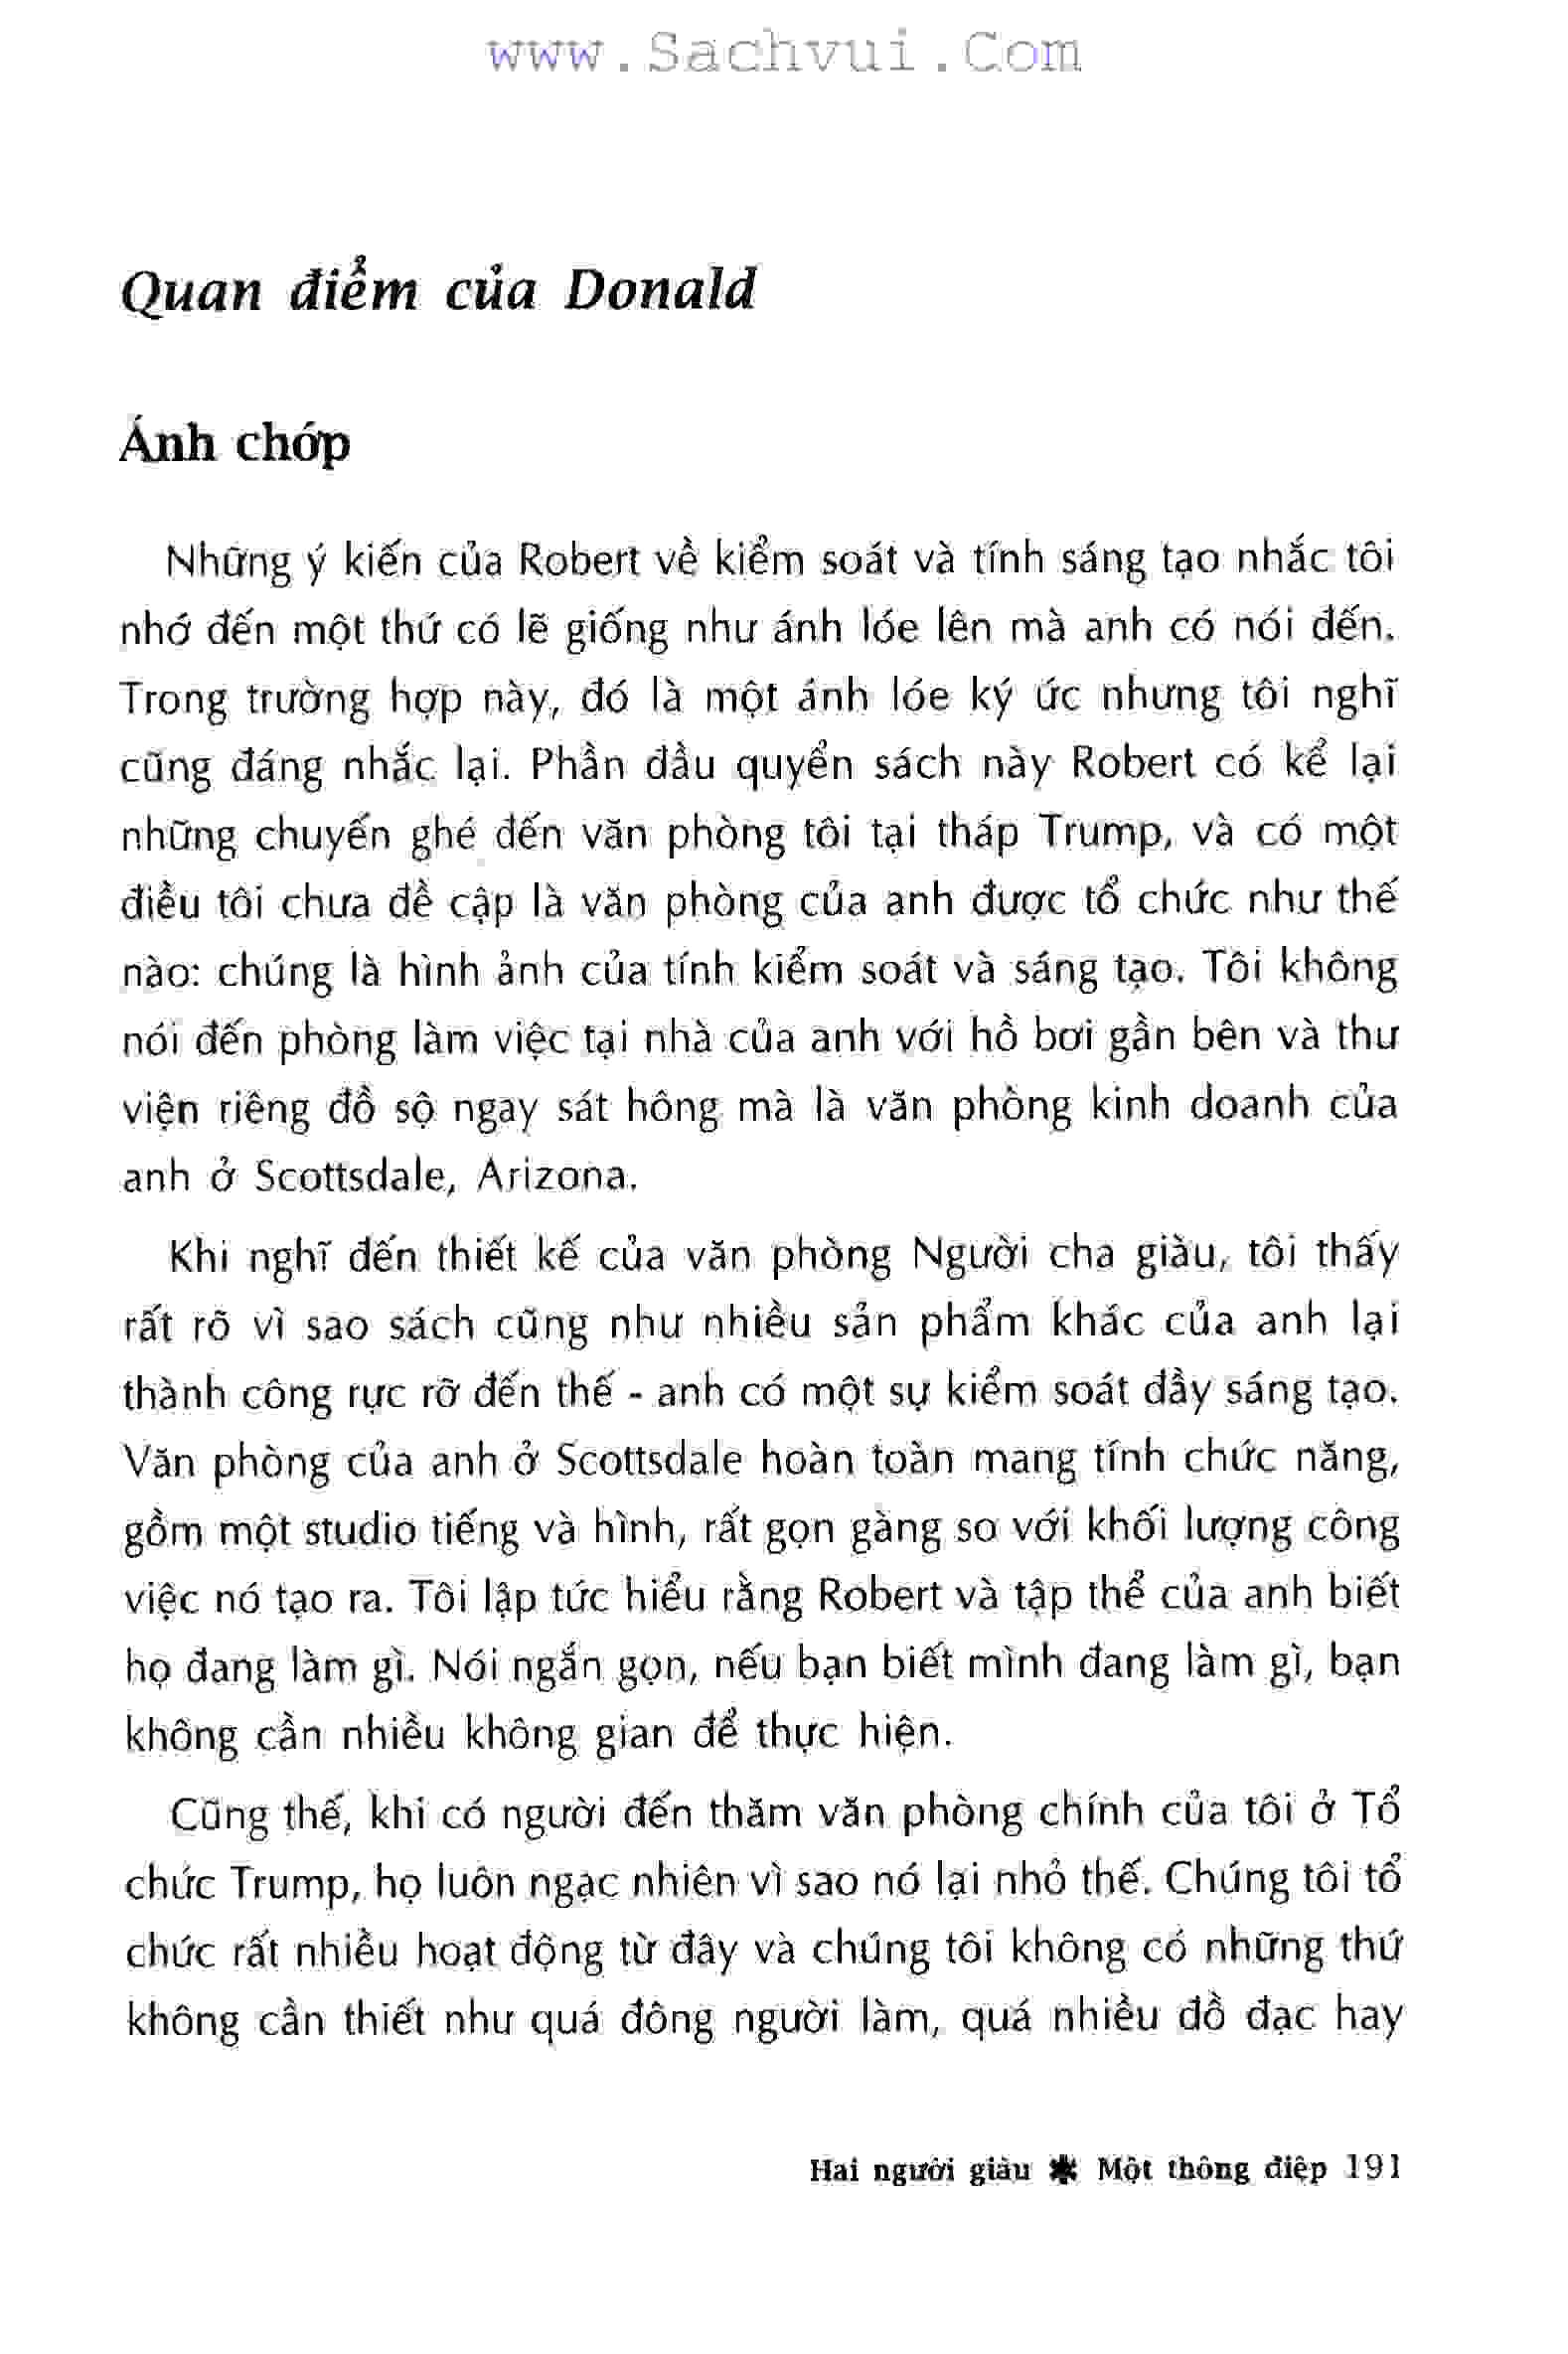 www.Sachvui.Com
Quan điểm của Donald
Ánh chớp
Những ý kiến của Robert về kiểm soát và tính sáng tạo nhắc tôi
nhớ đến một thứ có lẽ giống như ánh lóe lên mà anh có nói đến.
Trong trường hợp này, đó là một ánh lóe ký ức nhưng tôi nghĩ
cũng đáng nhắc lại. Phần đầu quyển sách này Robert có kể lại
những chuyến ghé đến văn phòng tôi tại tháp Trump, và có một
điều tôi chưa đề cập là văn phòng của anh được tổ chức như thế
nào: chúng là hình ảnh của tính kiểm soát và sáng tạo. Tôi không
nói đến phòng làm việc tại nhà của anh với hồ bơi gần bên và thư
viện riêng đồ sộ ngay sát hông mà là văn phòng kinh doanh của
anh ở Scottsdale, Arizona.
Khi nghĩ đến thiết kế của văn phòng Người cha giàu, tôi thấy
rất rõ vì sao sách cũng như nhiều sản phẩm khác của anh lại
thành công rực rỡ đến thế - anh có một sự kiểm soát đầy sáng tạo.
Văn phòng của anh ở Scottsdale hoàn toàn mang tính chức năng,
gồm một studio tiếng và hình, rất gọn gàng so với khối lượng công
việc nó tạo ra. Tôi lập tức hiểu rằng Robert và tập thể của anh biết
họ đang làm gì. Nói ngắn gọn, nếu bạn biết mình đang làm gì, bạn
không cần nhiều không gian để thực hiện.
Cũng thế, khi có người đến thăm văn phòng chính của tôi ở Tổ
chức Trump, họ luôn ngạc nhiên vì sao nó lại nhỏ thế. Chúng tôi tổ
chức rất nhiều hoạt động từ đây và chúng tôi không có những thứ
không cần thiết như quá đông người làm, quá nhiều đồ đạc hay
Hai người giàu ✱ Một thông điệp 191